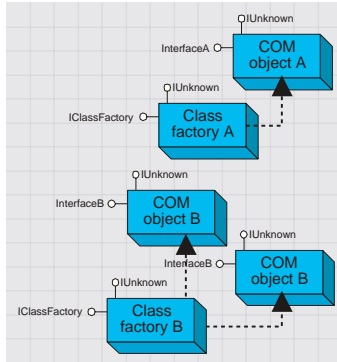 IUnknown
InterfaceA
COM
object A
IUnknown
IClassFactory
Class
factory A
IUnknown
InterfaceB
COM
object B
IUnknown
InterfaceB
COM
object B
IUnknown
IClassFactory
Class
factory B